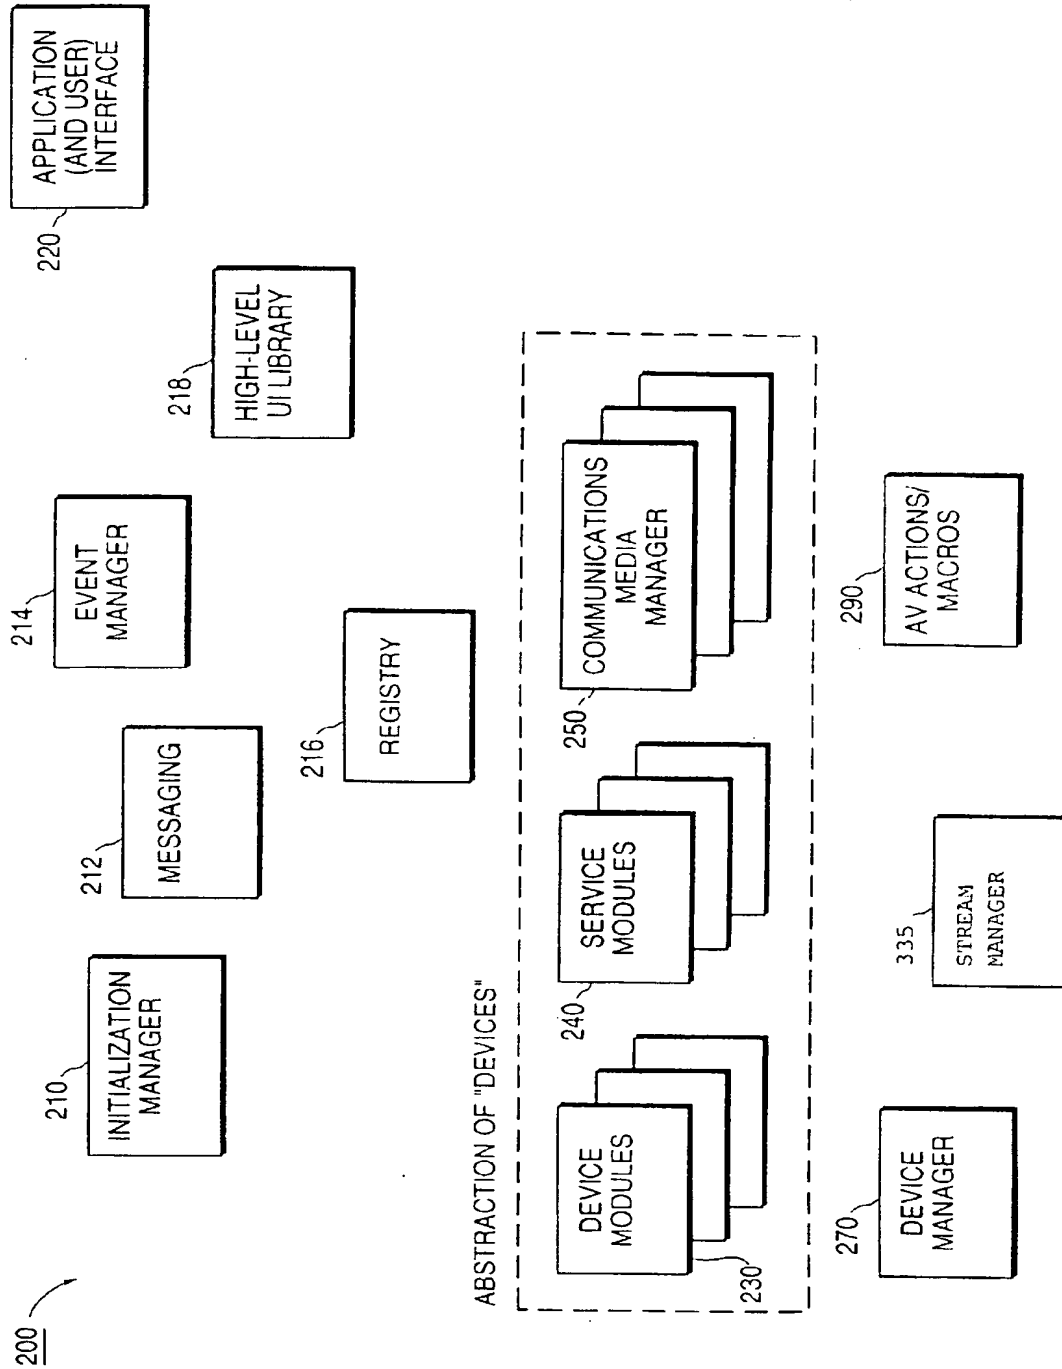 200
210
INITIALIZATION
MANAGER
212
MESSAGING
214
EVENT
MANAGER
216
REGISTRY
218
HIGH-LEVEL
UI LIBRARY
220
APPLICATION
(AND USER)
INTERFACE
ABSTRACTION OF "DEVICES"
DEVICE
MODULES
230
SERVICE
MODULES
240
COMMUNICATIONS
MEDIA
MANAGER
250
270
DEVICE
MANAGER
335
STREAM
MANAGER
290
AV ACTIONS/
MACROS